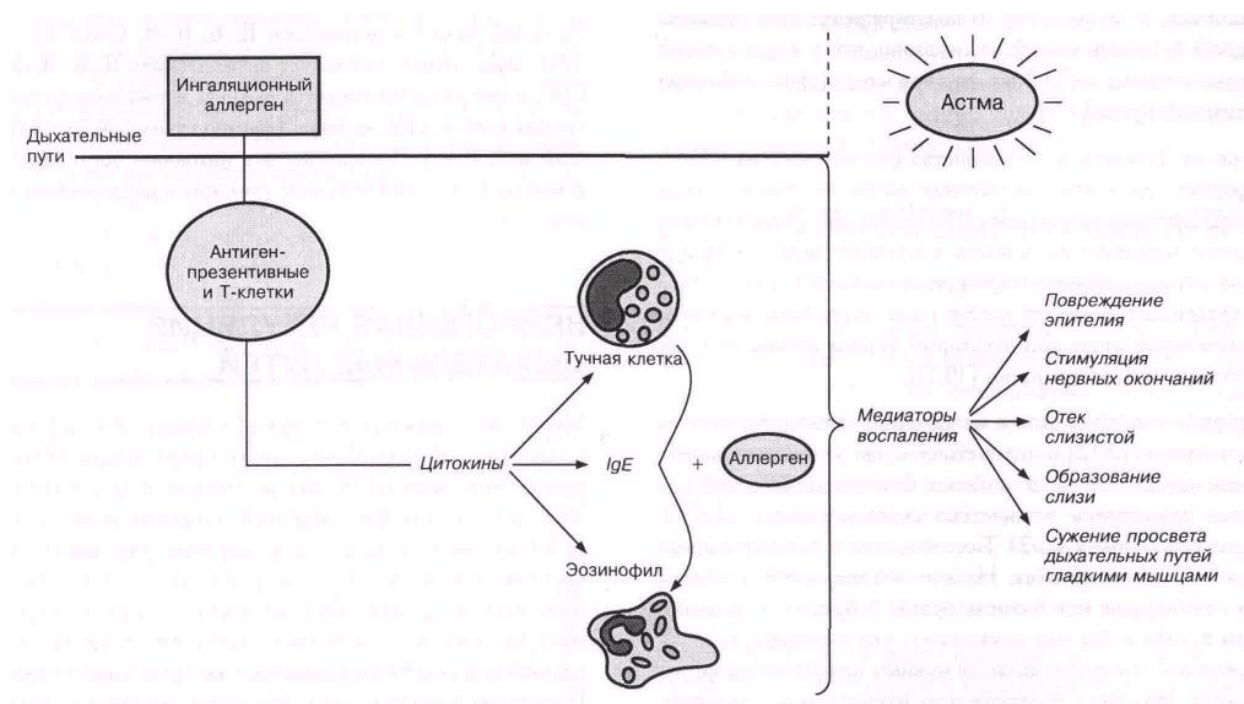 Ингаляционный
аллерген
Астма
Дыхательные
пути
Антиген-
презентивные
и Т-клетки
Тучная клетка
Цитокины
IgE
+
Аллерген
Эозинофил
Медиаторы
воспаления
Повреждение
эпителия
Стимуляция
нервных окончаний
Отек
слизистой
Образование
слизи
Сужение просвета
дыхательных путей
гладкими мышцами